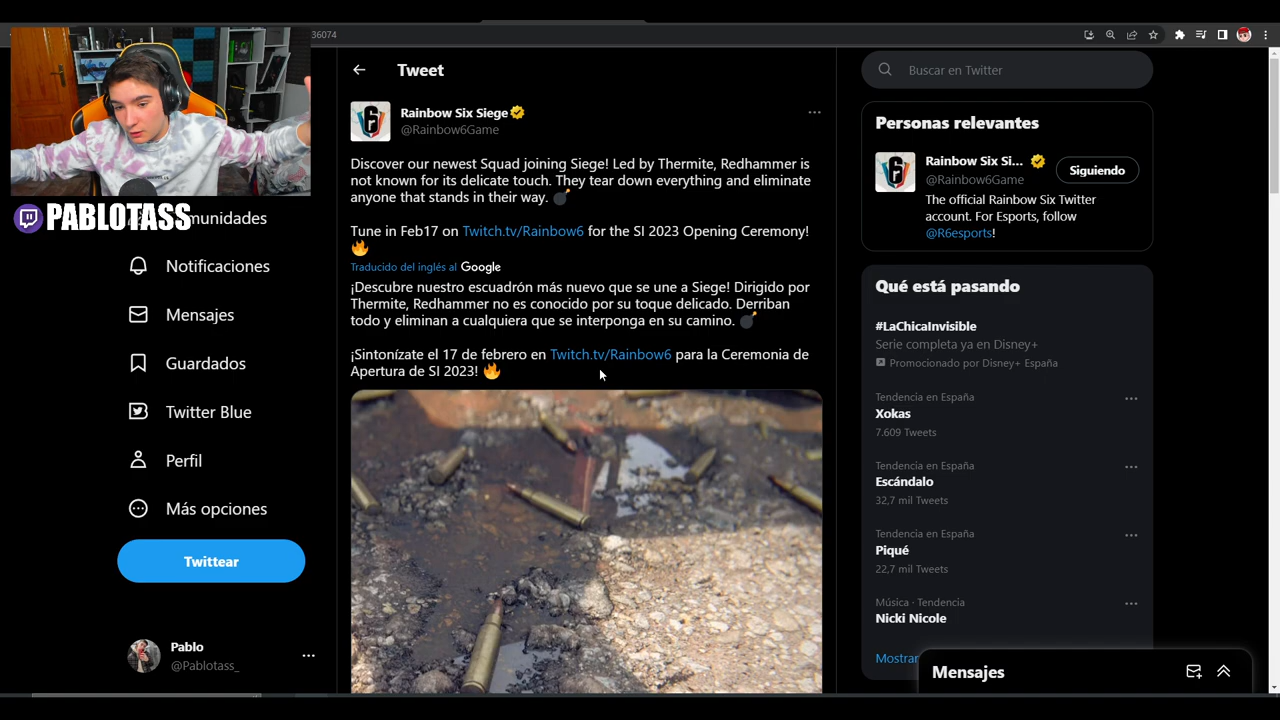 36074
PABLOTASS
munidades
Notificaciones
Mensajes
Guardados
Twitter Blue
Perfil
Más opciones
Twittear
Pablo
@Pablotass_
Tweet
Rainbow Six Siege
@Rainbow6Game
Discover our newest Squad joining Siege! Led by Thermite, Redhammer is
not known for its delicate touch. They tear down everything and eliminate
anyone that stands in their way. 💣
Tune in Feb17 on Twitch.tv/Rainbow6 for the SI 2023 Opening Ceremony!
🔥
Traducido del inglés al Google
¡Descubre nuestro escuadrón más nuevo que se une a Siege! Dirigido por
Thermite, Redhammer no es conocido por su toque delicado. Derriban
todo y eliminan a cualquiera que se interponga en su camino. 💣
¡Sintonízate el 17 de febrero en Twitch.tv/Rainbow6 para la Ceremonia de
Apertura de SI 2023! 🔥
Buscar en Twitter
Personas relevantes
Rainbow Six Si...
@Rainbow6Game
Siguiendo
The official Rainbow Six Twitter
account. For Esports, follow
@R6esports!
Qué está pasando
#LaChicaInvisible
Serie completa ya en Disney+
Promocionado por Disney+ España
Tendencia en España
Xokas
7.609 Tweets
Tendencia en España
Escándalo
32,7 mil Tweets
Tendencia en España
Piqué
22,7 mil Tweets
Música · Tendencia
Nicki Nicole
Mostrar
Mensajes